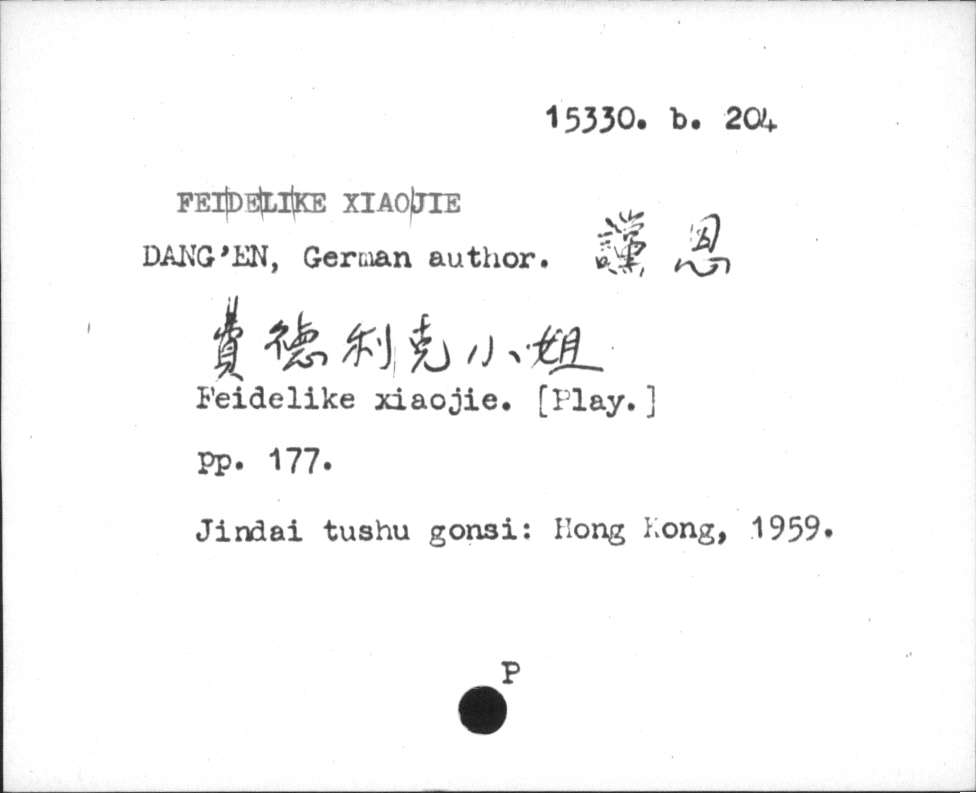 15330. b. 204
FEIDELIKE XIAOJIE
DANG'EN, German author. 讜恩
費德利克小姐
Feidelike xiaojie. [Play.]
pp. 177.
Jindai tushu gonsi: Hong Kong, 1959.
P